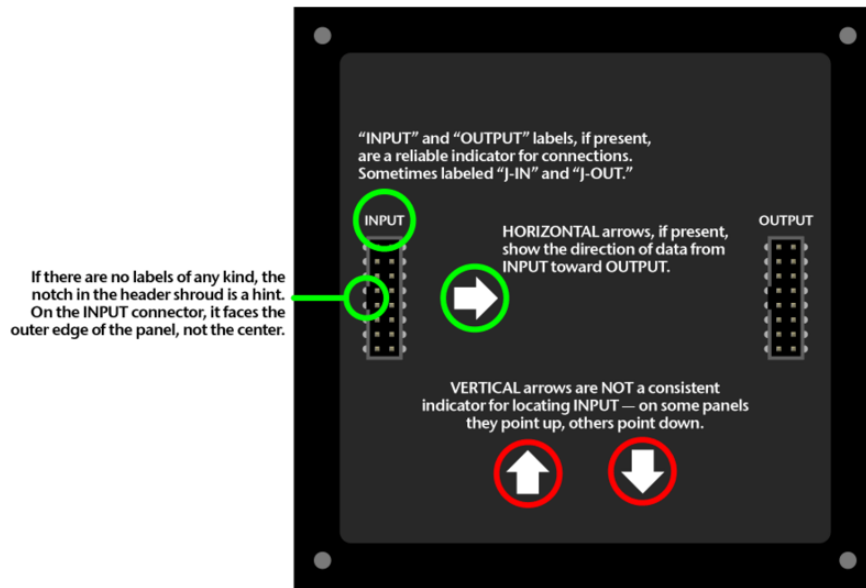 “INPUT” and “OUTPUT” labels, if present,
are a reliable indicator for connections.
Sometimes labeled “J-IN” and “J-OUT.”
INPUT
OUTPUT
HORIZONTAL arrows, if present,
show the direction of data from
INPUT toward OUTPUT.
If there are no labels of any kind, the
notch in the header shroud is a hint.
On the INPUT connector, it faces the
outer edge of the panel, not the center.
VERTICAL arrows are NOT a consistent
indicator for locating INPUT — on some panels
they point up, others point down.